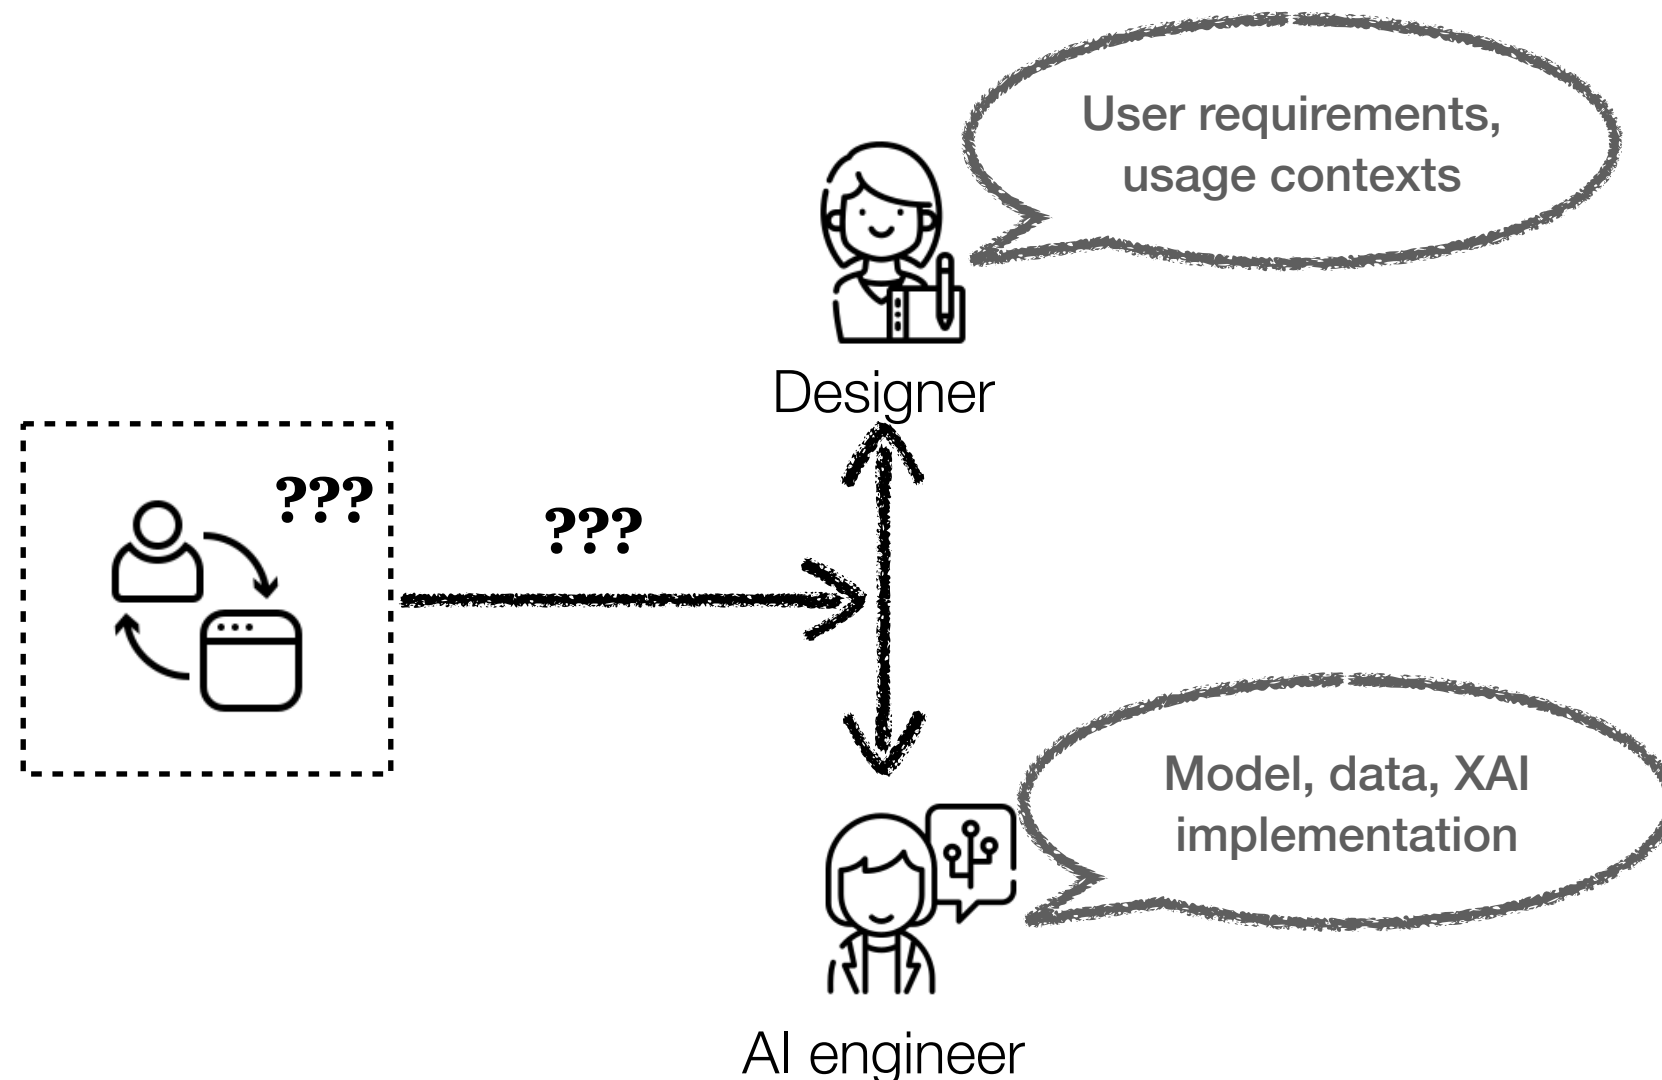 User requirements,
usage contexts
Designer
???
???
Model, data, XAI
implementation
AI engineer